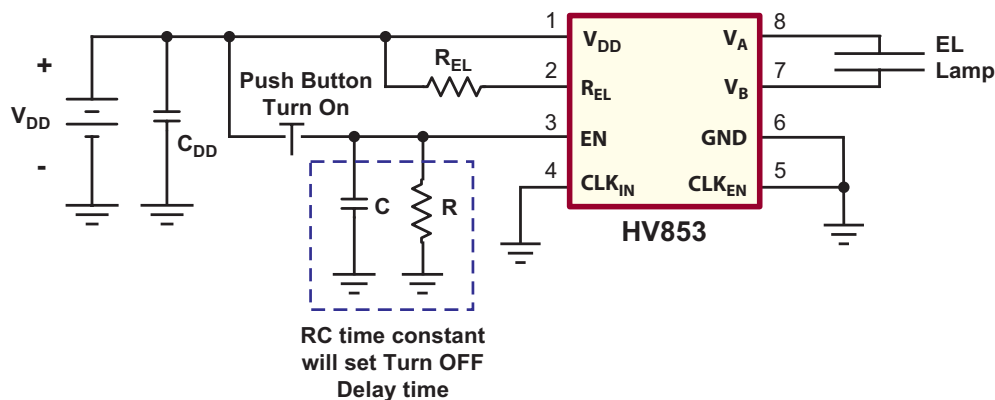 +
V_DD
-
C_DD
Push Button
Turn On
R_EL
C
R
RC time constant
will set Turn OFF
Delay time
1
2
3
4
V_DD
R_EL
EN
CLK_IN
V_A
V_B
GND
CLK_EN
8
7
6
5
HV853
EL
Lamp